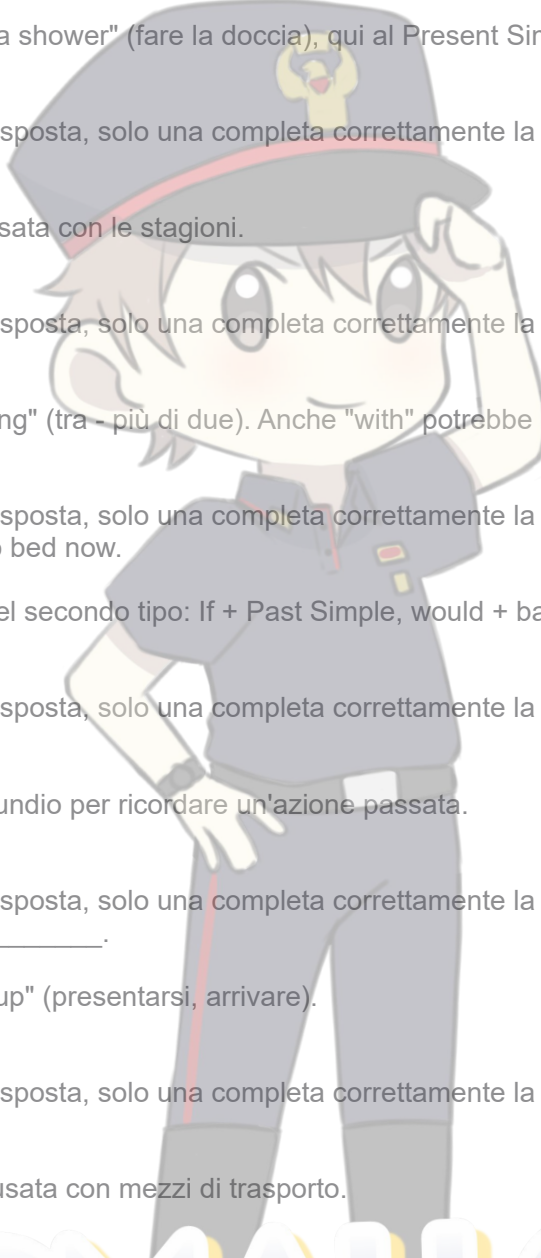 a shower" (fare la doccia), qui al Present Sin
sposta, solo una completa correttamente la
sata con le stagioni.
sposta, solo una completa correttamente la
ng" (tra - più di due). Anche "with" potrebbe
sposta, solo una completa correttamente la
bed now.
el secondo tipo: If + Past Simple, would + ba
sposta, solo una completa correttamente la
undio per ricordare un'azione passata.
sposta, solo una completa correttamente la
_______.
up" (presentarsi, arrivare).
sposta, solo una completa correttamente la
usata con mezzi di trasporto.